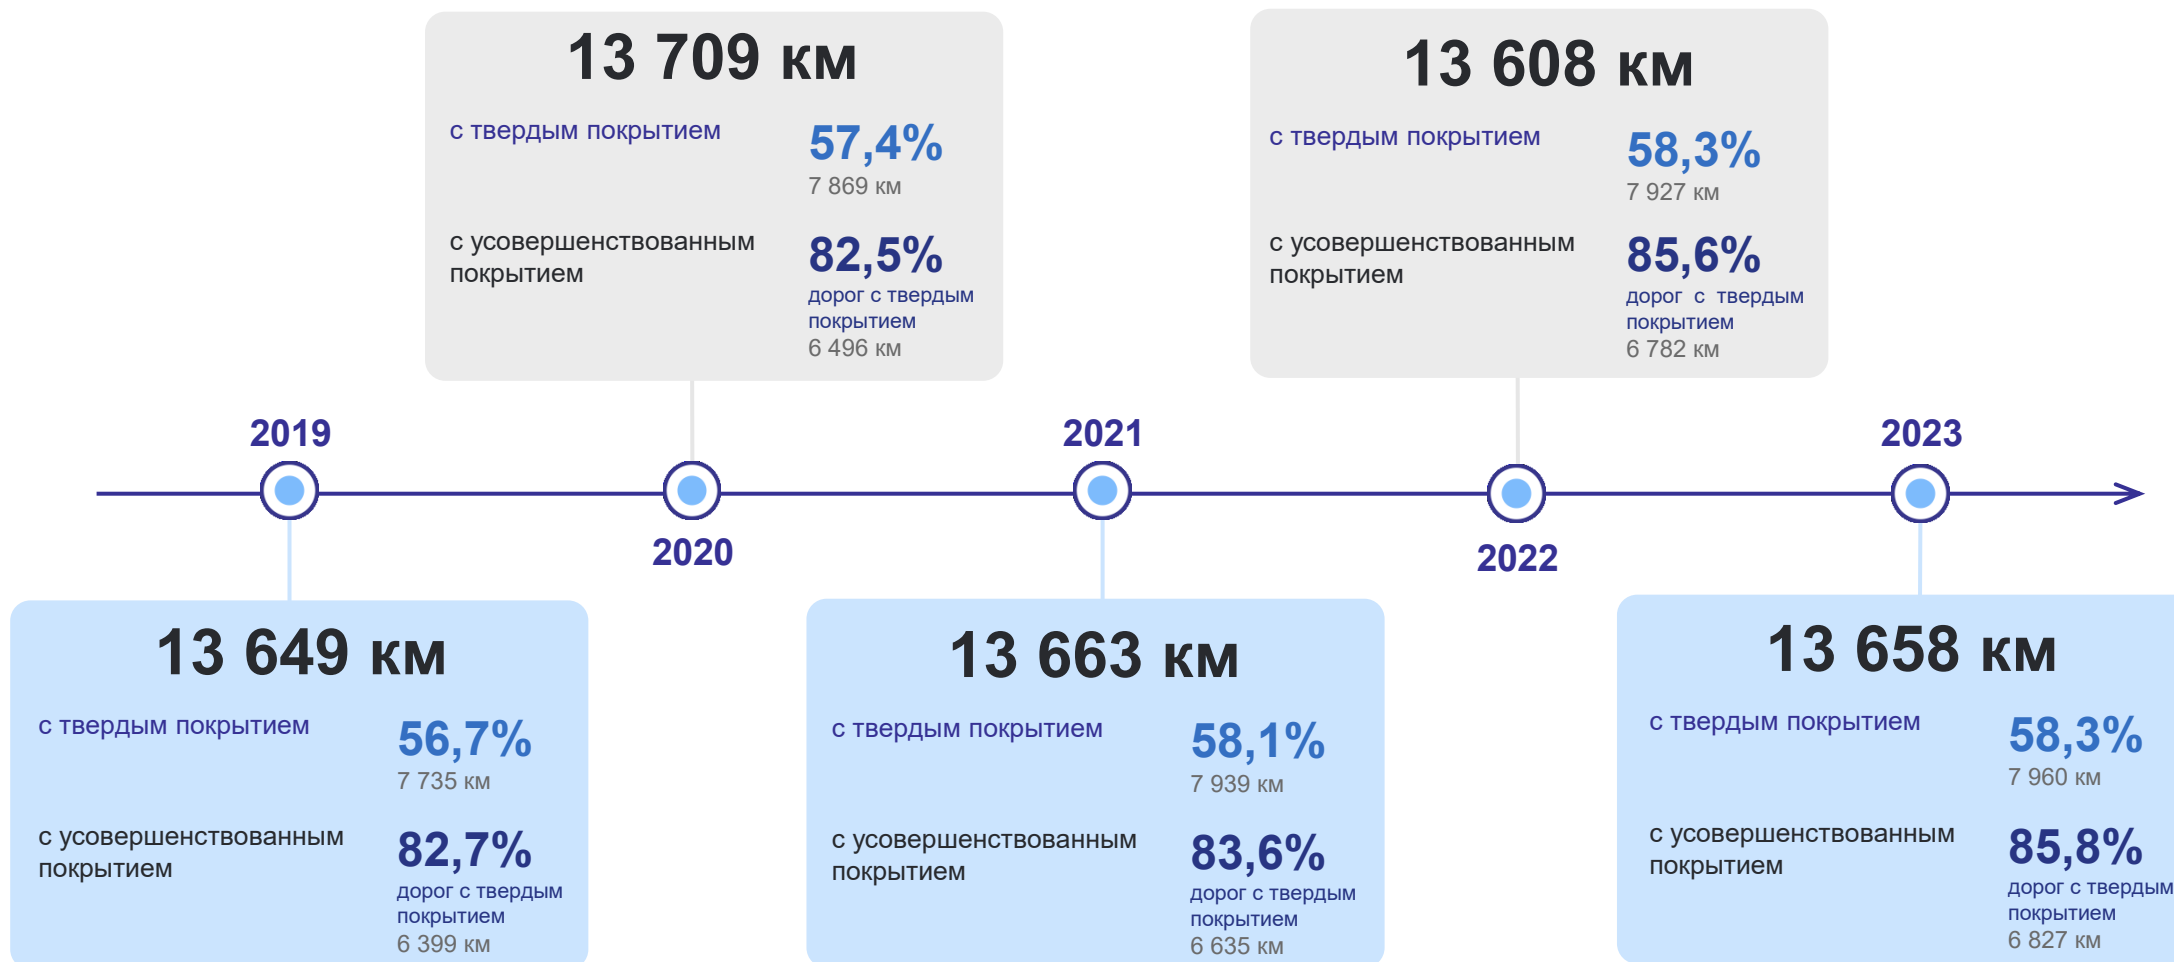 13 709 км
с твердым покрытием
57,4%
7 869 км
с усовершенствованным
покрытием
82,5%
дорог с твердым
покрытием
6 496 км
13 608 км
с твердым покрытием
58,3%
7 927 км
с усовершенствованным
покрытием
85,6%
дорог с твердым
покрытием
6 782 км
2019
2020
2021
2022
2023
13 649 км
с твердым покрытием
56,7%
7 735 км
с усовершенствованным
покрытием
82,7%
дорог с твердым
покрытием
6 399 км
13 663 км
с твердым покрытием
58,1%
7 939 км
с усовершенствованным
покрытием
83,6%
дорог с твердым
покрытием
6 635 км
13 658 км
с твердым покрытием
58,3%
7 960 км
с усовершенствованным
покрытием
85,8%
дорог с твердым
покрытием
6 827 км